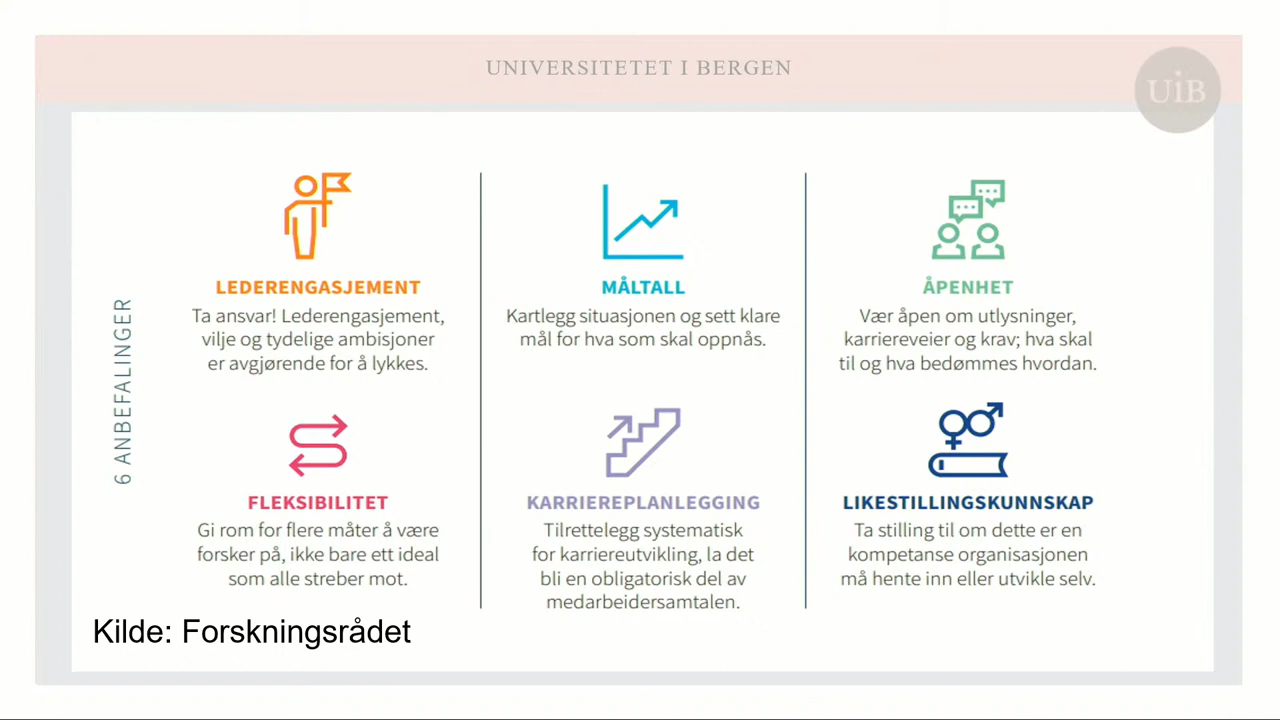 UNIVERSITETET I BERGEN
UiB
6 ANBEFALINGER
LEDERENGASJEMENT
Ta ansvar! Lederengasjement,
vilje og tydelige ambisjoner
er avgjørende for å lykkes.
MÅLTALL
Kartlegg situasjonen og sett klare
mål for hva som skal oppnås.
ÅPENHET
Vær åpen om utlysninger,
karriereveier og krav; hva skal
til og hva bedømmes hvordan.
FLEKSIBILITET
Gi rom for flere måter å være
forsker på, ikke bare ett ideal
som alle streber mot.
KARRIEREPLANLEGGING
Tilrettelegg systematisk
for karriereutvikling, la det
bli en obligatorisk del av
medarbeidersamtalen.
LIKESTILLINGSKUNNSKAP
Ta stilling til om dette er en
kompetanse organisasjonen
må hente inn eller utvikle selv.
Kilde: Forskningsrådet